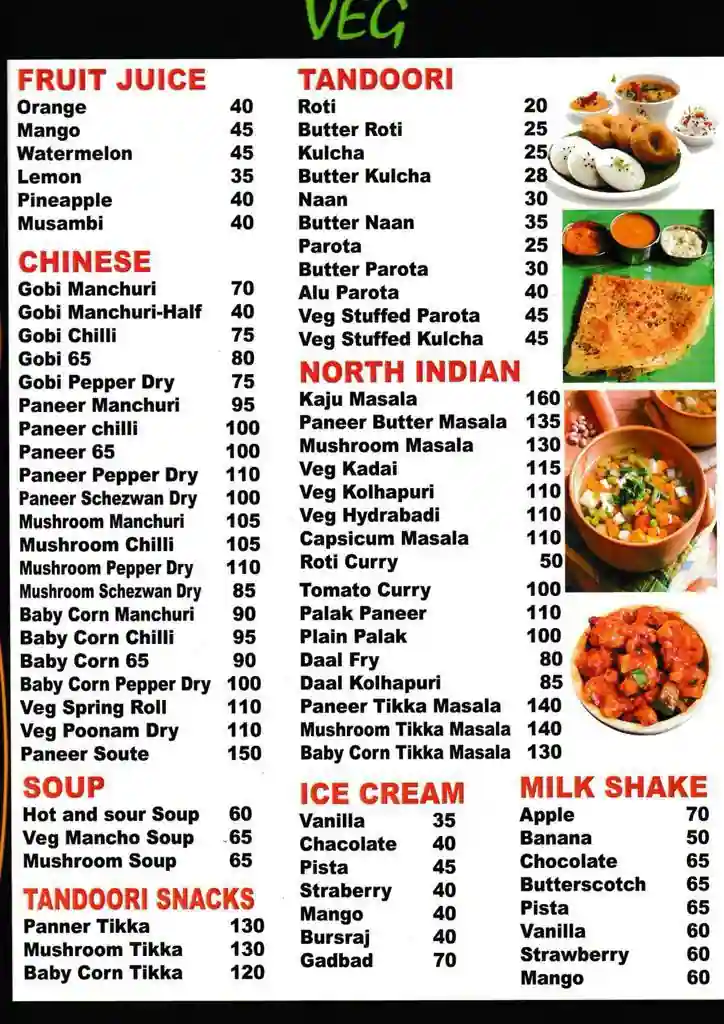 VEG
FRUIT JUICE
Orange 40
Mango 45
Watermelon 45
Lemon 35
Pineapple 40
Musambi 40
CHINESE
Gobi Manchuri 70
Gobi Manchuri-Half 40
Gobi Chilli 75
Gobi 65 80
Gobi Pepper Dry 75
Paneer Manchuri 95
Paneer chilli 100
Paneer 65 100
Paneer Pepper Dry 110
Paneer Schezwan Dry 100
Mushroom Manchuri 105
Mushroom Chilli 105
Mushroom Pepper Dry 110
Mushroom Schezwan Dry 85
Baby Corn Manchuri 90
Baby Corn Chilli 95
Baby Corn 65 90
Baby Corn Pepper Dry 100
Veg Spring Roll 110
Veg Poonam Dry 110
Paneer Soute 150
SOUP
Hot and sour Soup 60
Veg Mancho Soup 65
Mushroom Soup 65
TANDOORI SNACKS
Panner Tikka 130
Mushroom Tikka 130
Baby Corn Tikka 120
TANDOORI
Roti 20
Butter Roti 25
Kulcha 25
Butter Kulcha 28
Naan 30
Butter Naan 35
Parota 25
Butter Parota 30
Alu Parota 40
Veg Stuffed Parota 45
Veg Stuffed Kulcha 45
NORTH INDIAN
Kaju Masala 160
Paneer Butter Masala 135
Mushroom Masala 130
Veg Kadai 115
Veg Kolhapuri 110
Veg Hydrabadi 110
Capsicum Masala 110
Roti Curry 50
Tomato Curry 100
Palak Paneer 110
Plain Palak 100
Daal Fry 80
Daal Kolhapuri 85
Paneer Tikka Masala 140
Mushroom Tikka Masala 140
Baby Corn Tikka Masala 130
ICE CREAM
Vanilla 35
Chacolate 40
Pista 45
Straberry 40
Mango 40
Bursraj 40
Gadbad 70
MILK SHAKE
Apple 70
Banana 50
Chocolate 65
Butterscotch 65
Pista 65
Vanilla 60
Strawberry 60
Mango 60